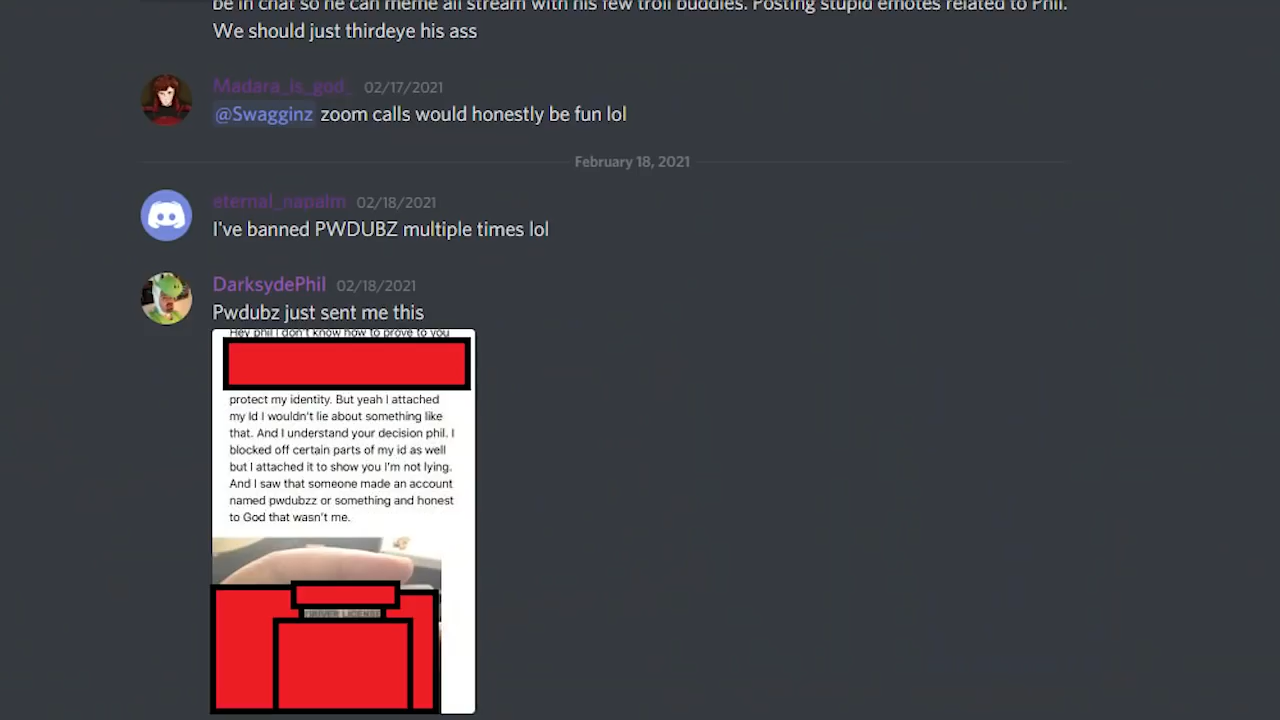 be in chat so he can meme all stream with his few troll buddies. Posting stupid emotes related to Phil.
We should just thirdeye his ass
Madara_is_god_ 02/17/2021
@Swagginz zoom calls would honestly be fun lol
February 18, 2021
eternal_napalm 02/18/2021
I've banned PWDUBZ multiple times lol
DarksydePhil 02/18/2021
Pwdubz just sent me this
Hey phil I don't know how to prove to you
protect my identity. But yeah I attached
my Id I wouldn't lie about something like
that. And I understand your decision phil. I
blocked off certain parts of my id as well
but I attached it to show you I'm not lying.
And I saw that someone made an account
named pwdubzz or something and honest
to God that wasn't me.
DRIVER LICENSE